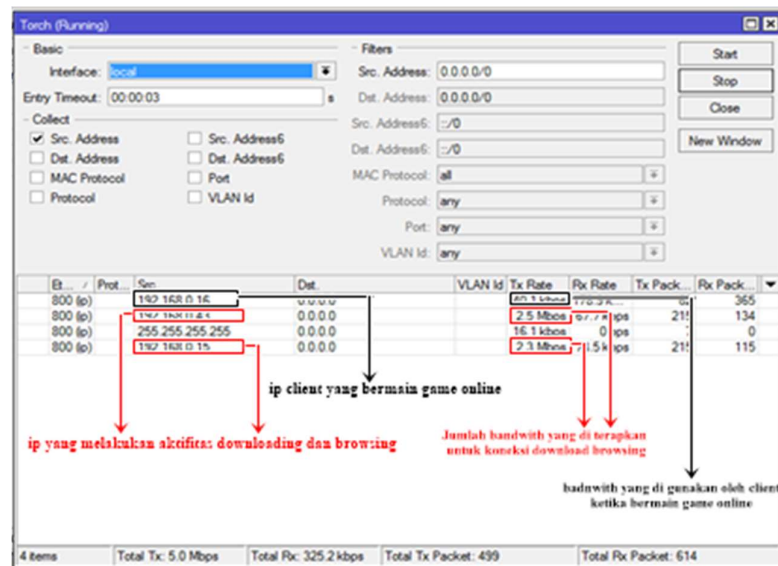 Torch (Running)
Basic
Interface: local
Entry Timeout: 00:00:03 s
Collect
Src. Address
Src. Address6
Dst. Address
Dst. Address6
MAC Protocol
Port
Protocol
VLAN Id
Filters
Src. Address: 0.0.0.0/0
Dst. Address: 0.0.0.0/0
Src. Address6: ::/0
Dst. Address6: ::/0
MAC Protocol: all
Protocol: any
Port: any
VLAN Id: any
Start
Stop
Close
New Window
Et... Prot... Src. Dst. VLAN Id Tx Rate Rx Rate Tx Pack... Rx Pack...
800 (ip) 192.168.0.16 0.0.0.0 365
800 (ip) 192.168.0.43 0.0.0.0 2.5 Mbps 215 134
800 (ip) 255.255.255.255 0.0.0.0 16.1 kbps 0
800 (ip) 192.168.0.15 0.0.0.0 2.3 Mbps 215 115
ip client yang bermain game online
ip yang melakukan aktifitas downloading dan browsing
Jumlah bandwith yang di terapkan
untuk koneksi download browsing
badnwith yang di gunakan oleh client
ketika bermain game online
4 items Total Tx: 5.0 Mbps Total Rx: 325.2 kbps Total Tx Packet: 499 Total Rx Packet: 614